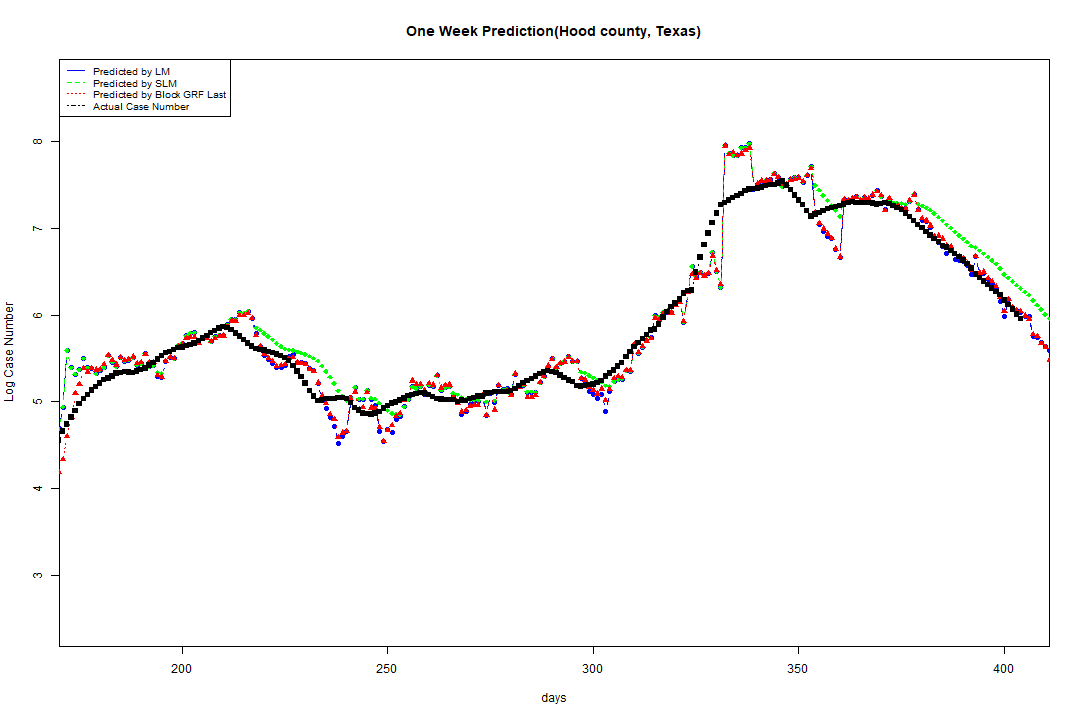 One Week Prediction(Hood county, Texas)
Predicted by LM
Predicted by SLM
Predicted by Block GRF Last
Actual Case Number
Log Case Number
8
7
6
5
4
3
200 250 300 350 400
days